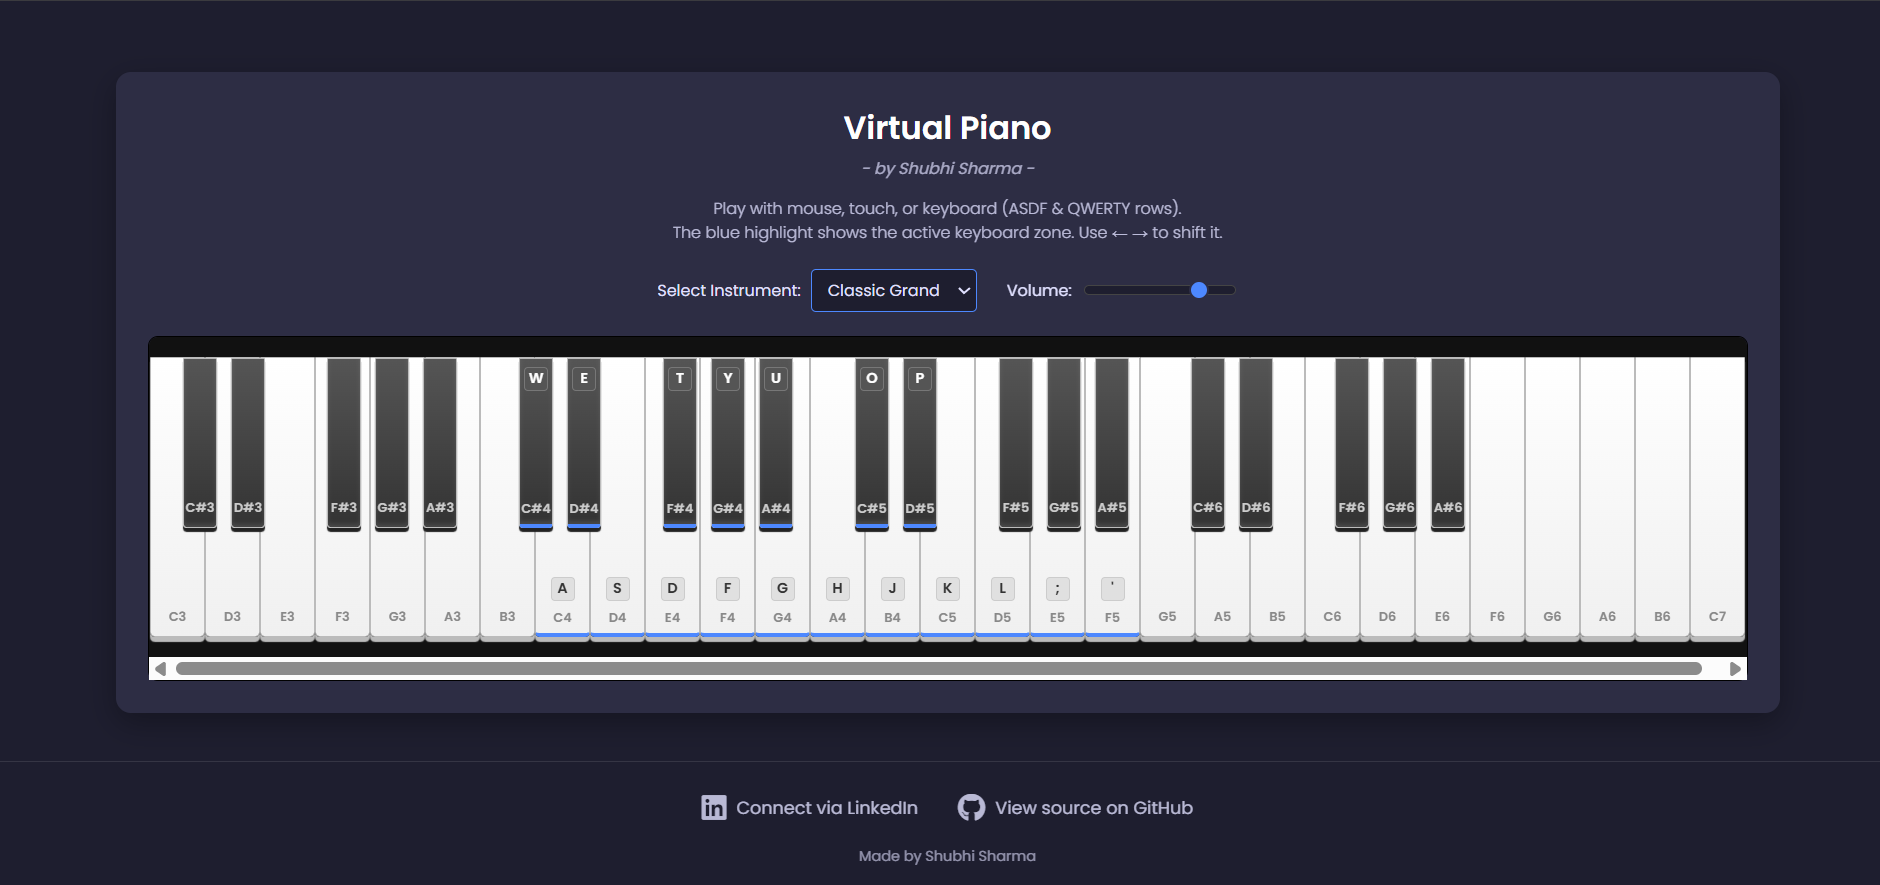 Virtual Piano
- by Shubhi Sharma -
Play with mouse, touch, or keyboard (ASDF & QWERTY rows).
The blue highlight shows the active keyboard zone. Use ← → to shift it.
Select Instrument: Classic Grand Volume:
W E T Y U O P
C#3 D#3 F#3 G#3 A#3 C#4 D#4 F#4 G#4 A#4 C#5 D#5 F#5 G#5 A#5 C#6 D#6 F#6 G#6 A#6
A S D F G H J K L ; '
C3 D3 E3 F3 G3 A3 B3 C4 D4 E4 F4 G4 A4 B4 C5 D5 E5 F5 G5 A5 B5 C6 D6 E6 F6 G6 A6 B6 C7
Connect via LinkedIn View source on GitHub
Made by Shubhi Sharma